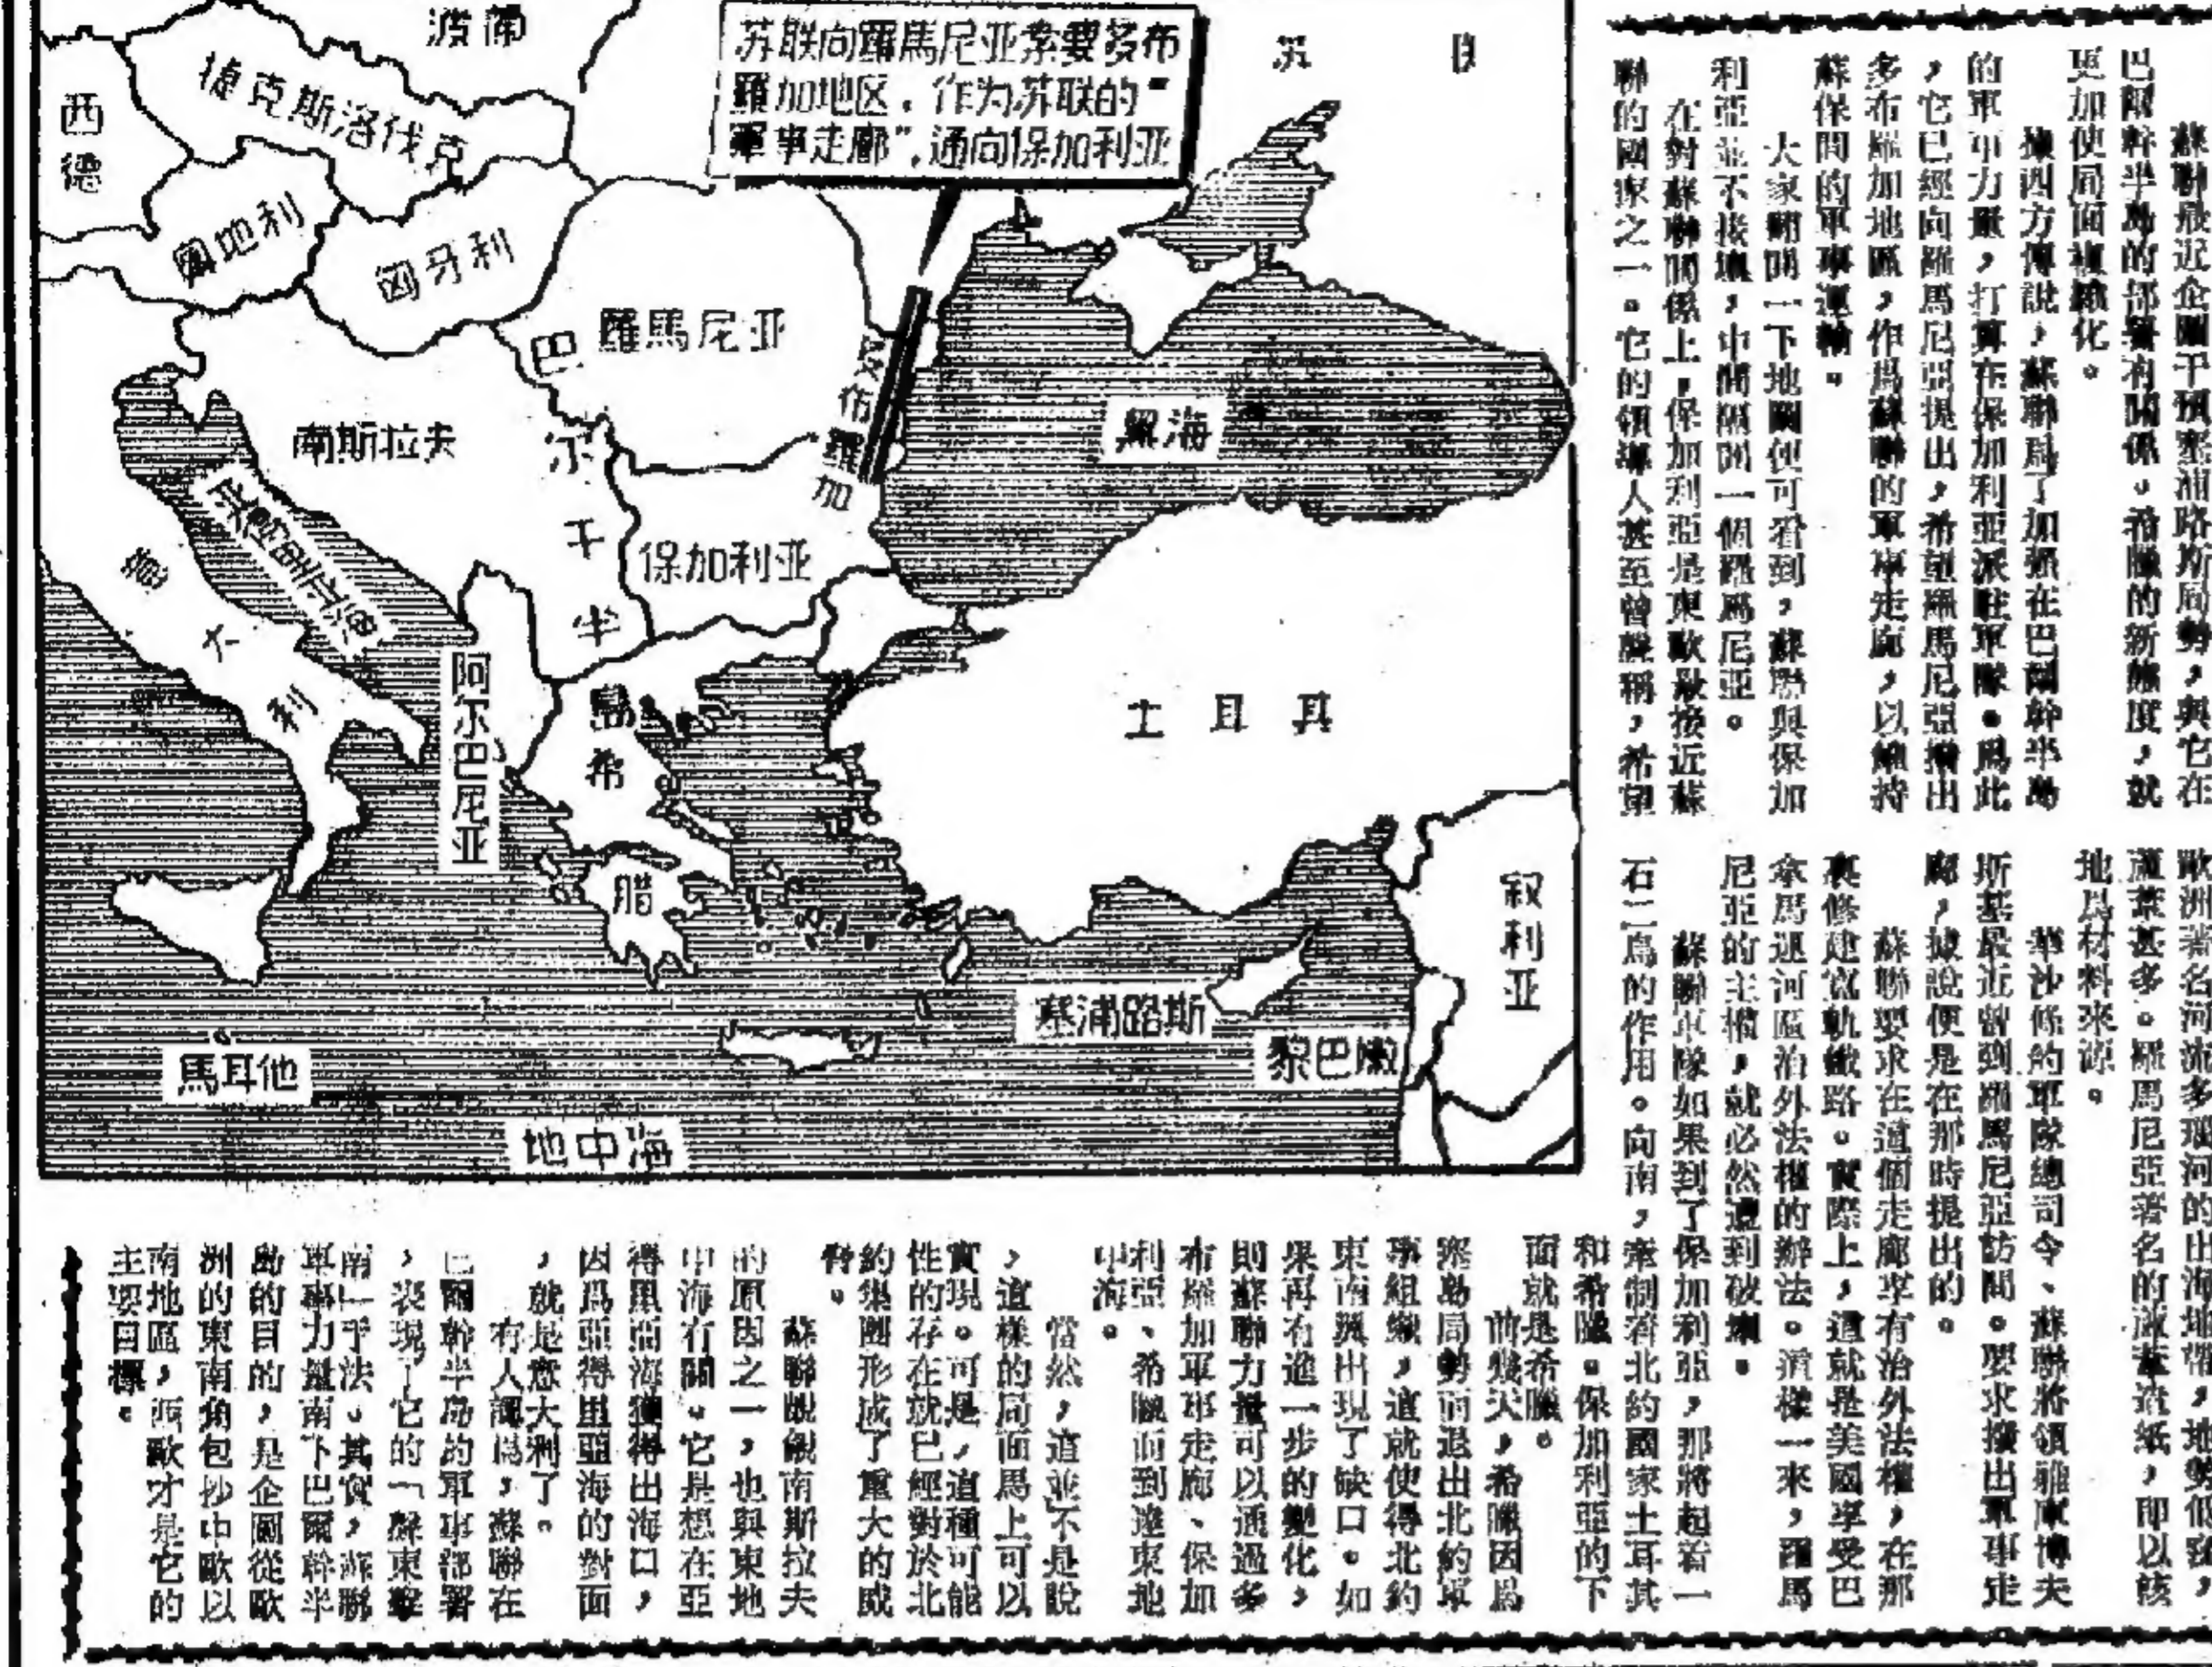 波蘭
苏联
西德
捷克斯洛伐克
苏联向羅馬尼亚索要多布
羅加地区，作为苏联的“
軍事走廊”，通向保加利亚
奧地利
匈牙利
羅馬尼亚
多布羅加
南斯拉夫
黑海
巴尔干半島
保加利亚
意大利
阿尔巴尼亚
土耳其
希腊
叙利亚
塞浦路斯
黎巴嫩
馬耳他
地中海
蘇聯最近企圖干預塞浦路斯局勢，與它在
巴爾幹半島的部署有關係。希臘的新態度，就
更加使局面複雜化。
據四方傳說，蘇聯爲了加强在巴爾幹半島
的軍事力量，打算在保加利亚派駐軍隊。爲此
，它已經向羅馬尼亞提出，希望羅馬尼亞撥出
多布羅加地區，作爲蘇聯的軍事走廊，以維持
蘇保間的軍事運輸。
大家翻開一下地圖便可看到，蘇聯與保加
利亞並不接壤，中間隔開一個羅馬尼亞。
在對蘇聯關係上，保加利亞是東歐最接近蘇
聯的國家之一。它的領導人甚至曾聲稱，希望
歐洲著名河流多瑙河的出海地帶，地勢低
蘆葦甚多。羅馬尼亞著名的蘆葦造紙，即以該
地爲材料來源。
華沙條約軍隊總司令、蘇聯將領雅庫博夫
斯基最近曾到羅馬尼亞訪問。要求撥出軍事走
廊，據說便是在那時提出的。
蘇聯要求在這個走廊享有治外法權，在那
裏修建寬軌鐵路。實際上，這就是美國享受巴
拿馬運河區治外法權的辦法。這樣一來，羅馬
尼亞的主權，就必然遭到破壞。
蘇聯軍隊如果到了保加利亞，那將起着一
石二鳥的作用。向南，牽制着北約國家土耳其
和希臘。保加利亞的下
面就是希臘。
前幾天，希臘因爲
塞島局勢而退出北約軍
事組織，這就使得北約
東南翼出現了缺口。如
果再有進一步的變化，
則蘇聯力量可以通過多
布羅加軍事走廊、保加
利亞、希臘而到達東地
中海。
當然，這並不是說
，這樣的局面馬上可以
實現。可是，這種可能
性的存在就已經對於北
約集團形成了重大的威
脅。
蘇聯覬覦南斯拉夫
的原因之一，也與東地
中海有關。它是想在亞
得里亞海獲得出海口，
因爲亞得里亞海的對面
，就是意大利了。
有人認爲，蘇聯在
巴爾幹半島的軍事部署
，表現了它的「聲東擊
南」手法。其實，蘇聯
軍事力量南下巴爾幹半
島的目的，是企圖從歐
洲的東南角包抄中歐以
南地區，西歐才是它的
主要目標。